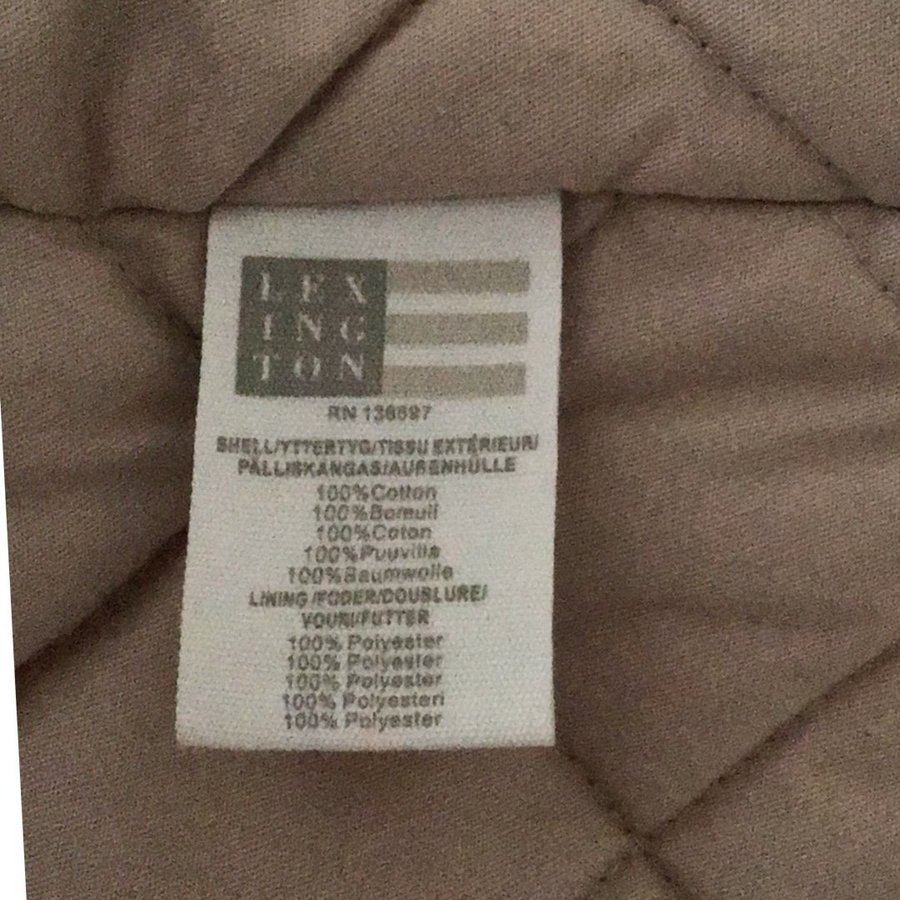 LEX
ING
TON
RN 136697
SHELL/YTTERTYG/TISSU EXTÉRIEUR/
PÄLLISKANGAS/AUßENHÜLLE
100%Cotton
100%Bomull
100%Coton
100%Puuvilla
100%Baumwolle
LINING/FODER/DOUBLURE/
VOURI/FUTTER
100% Polyester
100% Polyester
100% Polyester
100% Polyesteri
100% Polyester